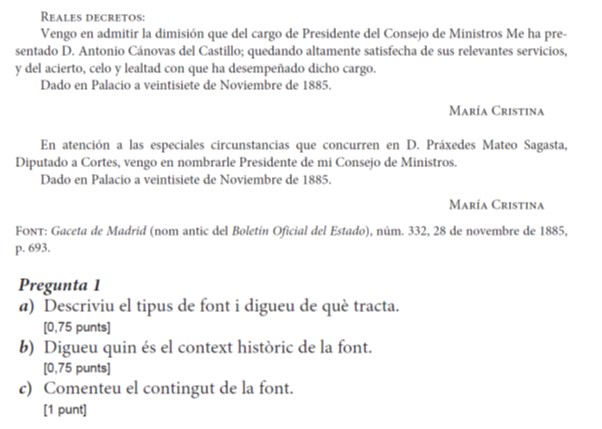 REALES DECRETOS:
Vengo en admitir la dimisión que del cargo de Presidente del Consejo de Ministros Me ha pre-
sentado D. Antonio Cánovas del Castillo; quedando altamente satisfecha de sus relevantes servicios,
y del acierto, celo y lealtad con que ha desempeñado dicho cargo.
Dado en Palacio a veintisiete de Noviembre de 1885.
MARÍA CRISTINA
En atención a las especiales circunstancias que concurren en D. Práxedes Mateo Sagasta,
Diputado a Cortes, vengo en nombrarle Presidente de mi Consejo de Ministros.
Dado en Palacio a veintisiete de Noviembre de 1885.
MARÍA CRISTINA
FONT: Gaceta de Madrid (nom antic del Boletín Oficial del Estado), núm. 332, 28 de novembre de 1885,
p. 693.
Pregunta 1
a) Descriviu el tipus de font i digueu de què tracta.
[0,75 punts]
b) Digueu quin és el context històric de la font.
[0,75 punts]
c) Comenteu el contingut de la font.
[1 punt]